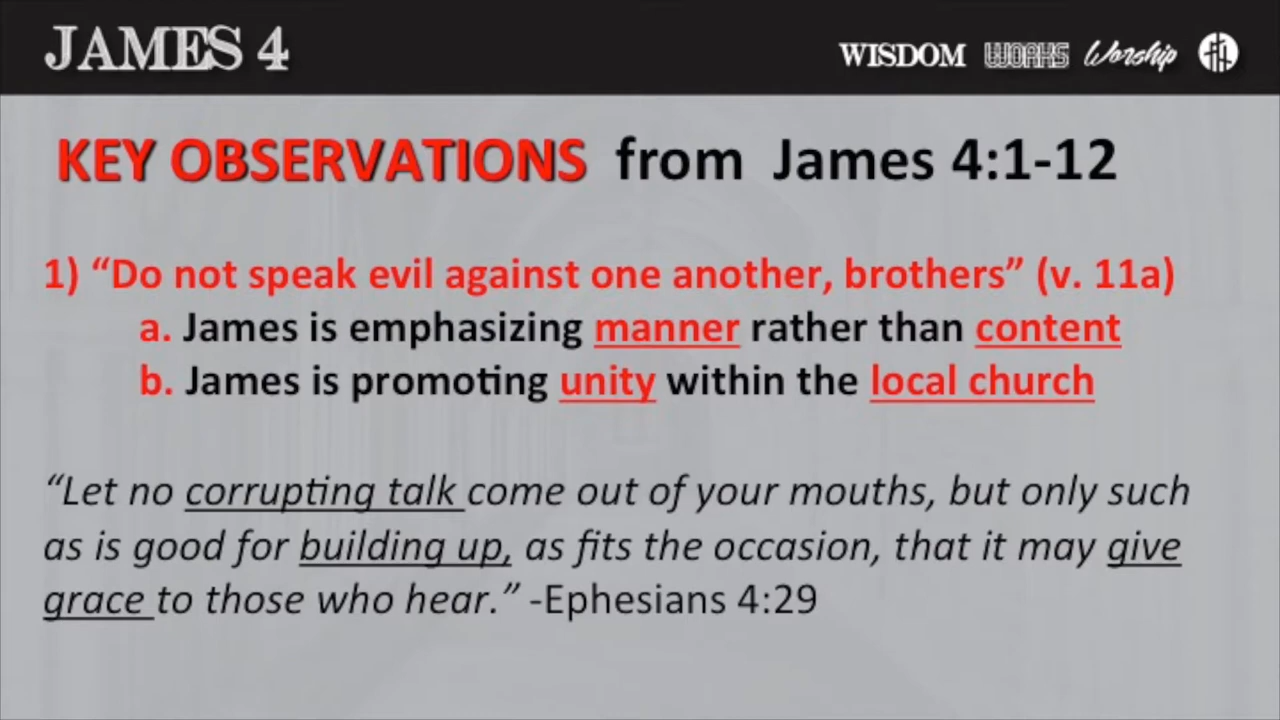 JAMES 4
WISDOM WORKS Worship
KEY OBSERVATIONS from James 4:1-12
1) “Do not speak evil against one another, brothers” (v. 11a)
a. James is emphasizing manner rather than content
b. James is promoting unity within the local church
“Let no corrupting talk come out of your mouths, but only such
as is good for building up, as fits the occasion, that it may give
grace to those who hear.” -Ephesians 4:29